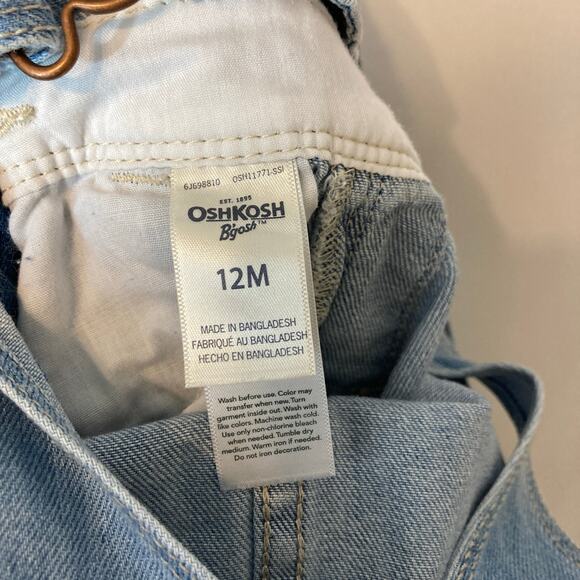 6J698810 OSH11771-SSI
EST. 1895
OSHKOSH
B'gosh™
12M
MADE IN BANGLADESH
FABRIQUÉ AU BANGLADESH
HECHO EN BANGLADESH
Wash before use. Color may
transfer when new. Turn
garment inside out. Wash with
like colors. Machine wash cold.
Use only non-chlorine bleach
when needed. Tumble dry
medium. Warm iron if needed.
Do not iron decoration.